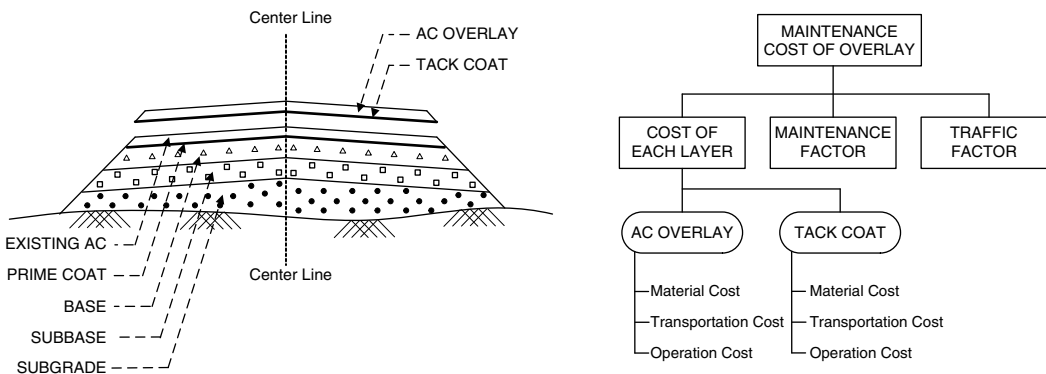 Center Line
AC OVERLAY
TACK COAT
EXISTING AC
PRIME COAT
BASE
SUBBASE
SUBGRADE
Center Line
MAINTENANCE
COST OF OVERLAY
COST OF
EACH LAYER
MAINTENANCE
FACTOR
TRAFFIC
FACTOR
AC OVERLAY
TACK COAT
Material Cost
Transportation Cost
Operation Cost
Material Cost
Transportation Cost
Operation Cost